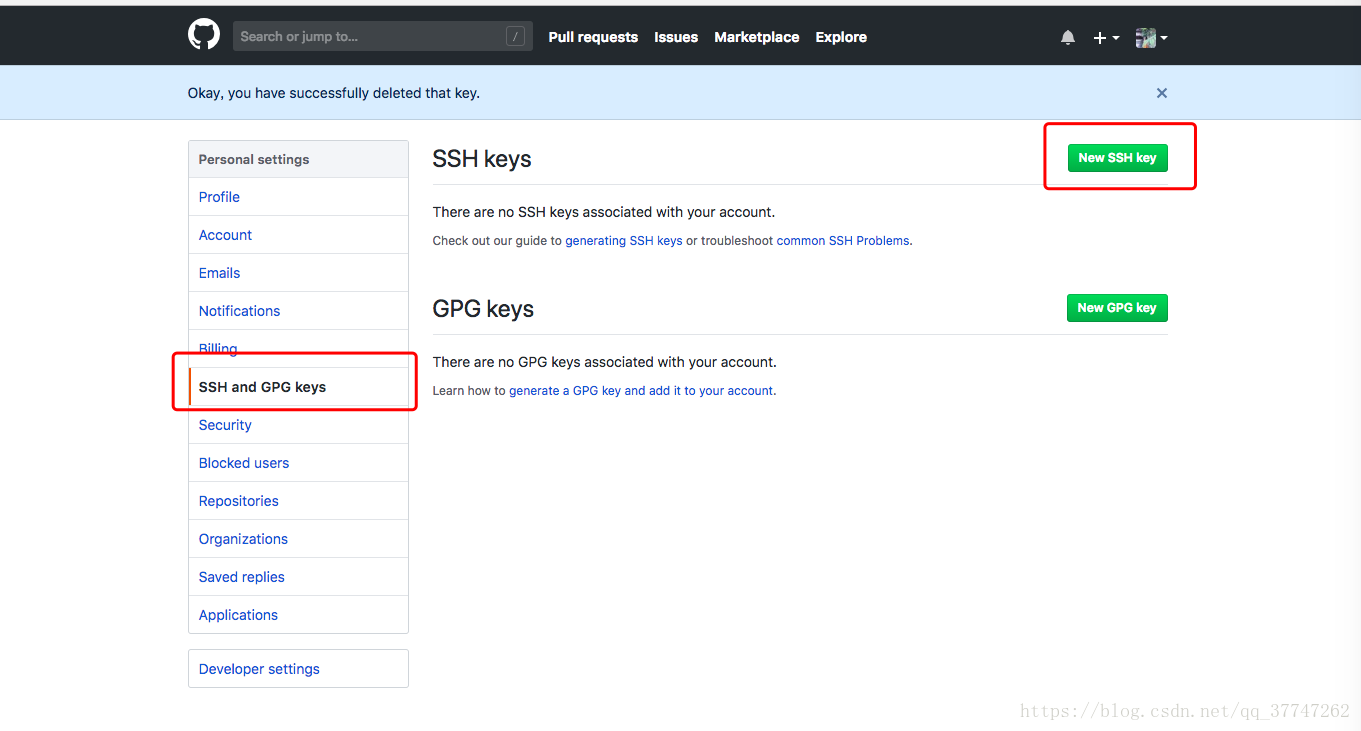 Search or jump to... / Pull requests Issues Marketplace Explore
Okay, you have successfully deleted that key. ×
Personal settings
Profile
Account
Emails
Notifications
Billing
SSH and GPG keys
Security
Blocked users
Repositories
Organizations
Saved replies
Applications
Developer settings
SSH keys New SSH key
There are no SSH keys associated with your account.
Check out our guide to generating SSH keys or troubleshoot common SSH Problems.
GPG keys New GPG key
There are no GPG keys associated with your account.
Learn how to generate a GPG key and add it to your account.
https://blog.csdn.net/qq_37747262